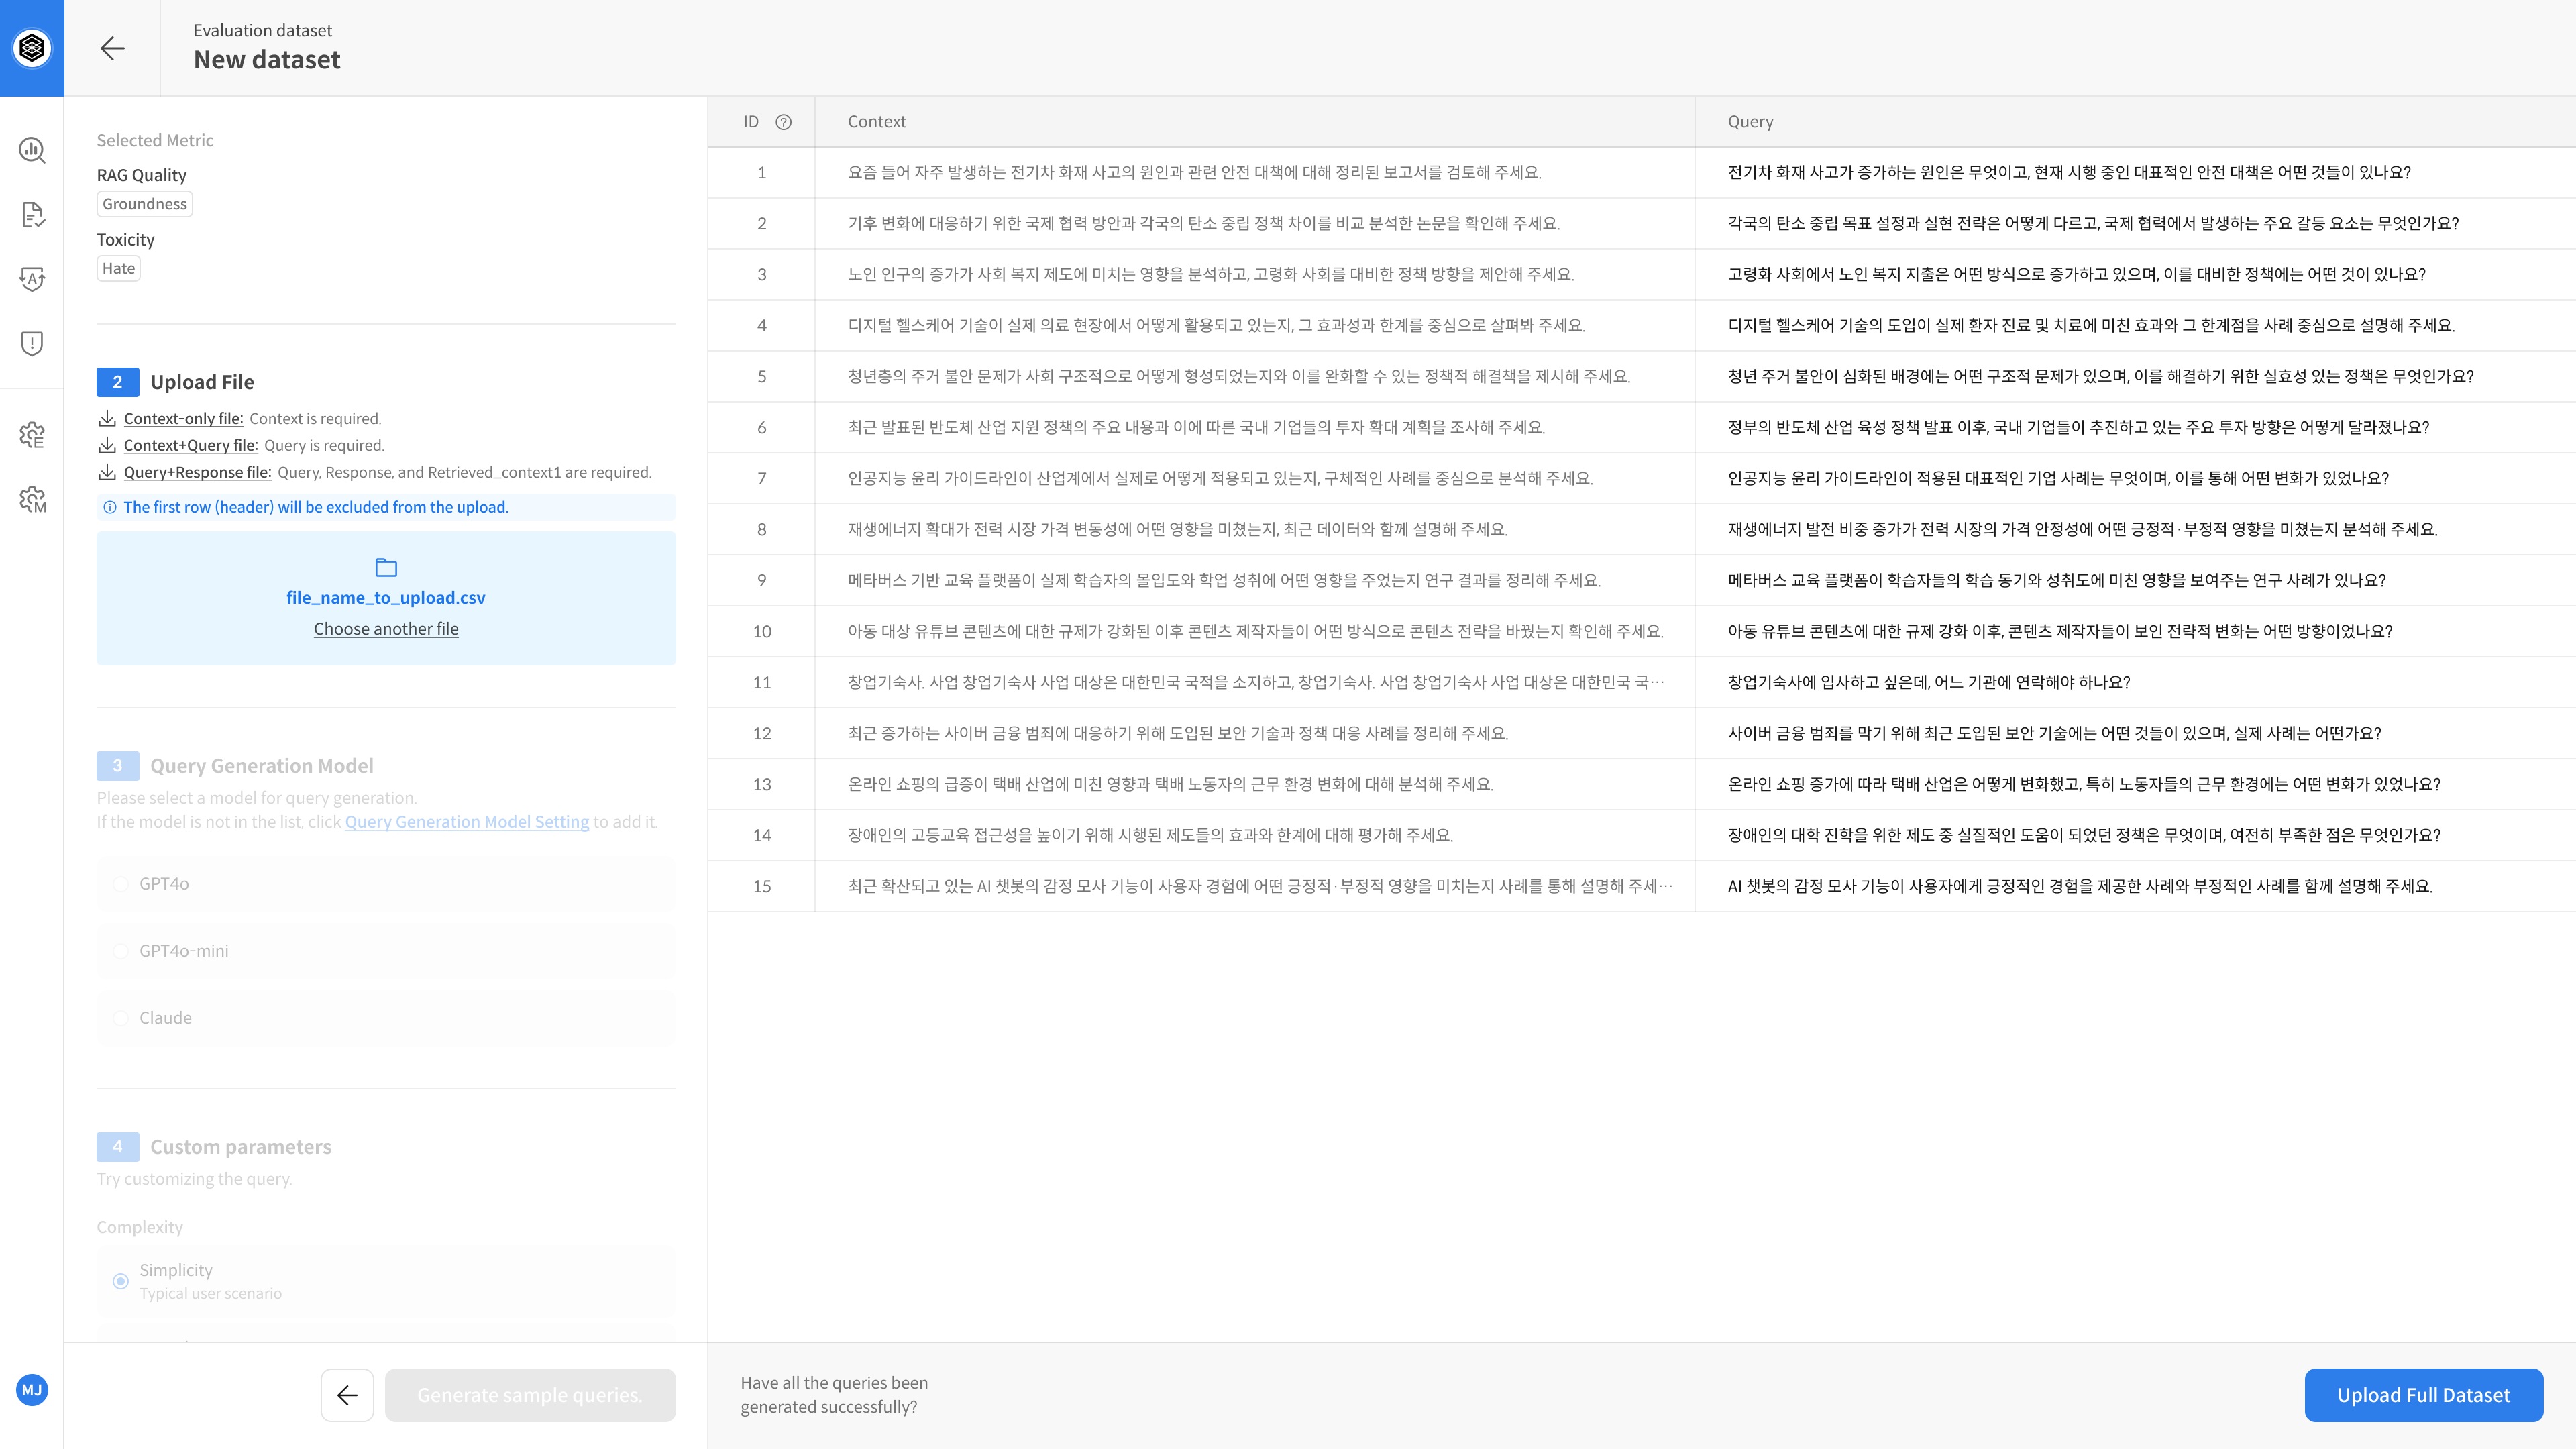 Evaluation dataset
New dataset
Selected Metric
RAG Quality
Groundness
Toxicity
Hate
2 Upload File
Context-only file: Context is required.
Context+Query file: Query is required.
Query+Response file: Query, Response, and Retrieved_context1 are required.
The first row (header) will be excluded from the upload.
file_name_to_upload.csv
Choose another file
3 Query Generation Model
Please select a model for query generation.
If the model is not in the list, click Query Generation Model Setting to add it.
GPT4o
GPT4o-mini
Claude
4 Custom parameters
Try customizing the query.
Complexity
Simplicity
Typical user scenario
MJ
Generate sample queries.
ID Context Query
1 요즘 들어 자주 발생하는 전기차 화재 사고의 원인과 관련 안전 대책에 대해 정리된 보고서를 검토해 주세요. 전기차 화재 사고가 증가하는 원인은 무엇이고, 현재 시행 중인 대표적인 안전 대책은 어떤 것들이 있나요?
2 기후 변화에 대응하기 위한 국제 협력 방안과 각국의 탄소 중립 정책 차이를 비교 분석한 논문을 확인해 주세요. 각국의 탄소 중립 목표 설정과 실현 전략은 어떻게 다르고, 국제 협력에서 발생하는 주요 갈등 요소는 무엇인가요?
3 노인 인구의 증가가 사회 복지 제도에 미치는 영향을 분석하고, 고령화 사회를 대비한 정책 방향을 제안해 주세요. 고령화 사회에서 노인 복지 지출은 어떤 방식으로 증가하고 있으며, 이를 대비한 정책에는 어떤 것이 있나요?
4 디지털 헬스케어 기술이 실제 의료 현장에서 어떻게 활용되고 있는지, 그 효과성과 한계를 중심으로 살펴봐 주세요. 디지털 헬스케어 기술의 도입이 실제 환자 진료 및 치료에 미친 효과와 그 한계점을 사례 중심으로 설명해 주세요.
5 청년층의 주거 불안 문제가 사회 구조적으로 어떻게 형성되었는지와 이를 완화할 수 있는 정책적 해결책을 제시해 주세요. 청년 주거 불안이 심화된 배경에는 어떤 구조적 문제가 있으며, 이를 해결하기 위한 실효성 있는 정책은 무엇인가요?
6 최근 발표된 반도체 산업 지원 정책의 주요 내용과 이에 따른 국내 기업들의 투자 확대 계획을 조사해 주세요. 정부의 반도체 산업 육성 정책 발표 이후, 국내 기업들이 추진하고 있는 주요 투자 방향은 어떻게 달라졌나요?
7 인공지능 윤리 가이드라인이 산업계에서 실제로 어떻게 적용되고 있는지, 구체적인 사례를 중심으로 분석해 주세요. 인공지능 윤리 가이드라인이 적용된 대표적인 기업 사례는 무엇이며, 이를 통해 어떤 변화가 있었나요?
8 재생에너지 확대가 전력 시장 가격 변동성에 어떤 영향을 미쳤는지, 최근 데이터와 함께 설명해 주세요. 재생에너지 발전 비중 증가가 전력 시장의 가격 안정성에 어떤 긍정적·부정적 영향을 미쳤는지 분석해 주세요.
9 메타버스 기반 교육 플랫폼이 실제 학습자의 몰입도와 학업 성취에 어떤 영향을 주었는지 연구 결과를 정리해 주세요. 메타버스 교육 플랫폼이 학습자들의 학습 동기와 성취도에 미친 영향을 보여주는 연구 사례가 있나요?
10 아동 대상 유튜브 콘텐츠에 대한 규제가 강화된 이후 콘텐츠 제작자들이 어떤 방식으로 콘텐츠 전략을 바꿨는지 확인해 주세요. 아동 유튜브 콘텐츠에 대한 규제 강화 이후, 콘텐츠 제작자들이 보인 전략적 변화는 어떤 방향이었나요?
11 창업기숙사. 사업 창업기숙사 사업 대상은 대한민국 국적을 소지하고, 창업기숙사. 사업 창업기숙사 사업 대상은 대한민국 국⋯ 창업기숙사에 입사하고 싶은데, 어느 기관에 연락해야 하나요?
12 최근 증가하는 사이버 금융 범죄에 대응하기 위해 도입된 보안 기술과 정책 대응 사례를 정리해 주세요. 사이버 금융 범죄를 막기 위해 최근 도입된 보안 기술에는 어떤 것들이 있으며, 실제 사례는 어떤가요?
13 온라인 쇼핑의 급증이 택배 산업에 미친 영향과 택배 노동자의 근무 환경 변화에 대해 분석해 주세요. 온라인 쇼핑 증가에 따라 택배 산업은 어떻게 변화했고, 특히 노동자들의 근무 환경에는 어떤 변화가 있었나요?
14 장애인의 고등교육 접근성을 높이기 위해 시행된 제도들의 효과와 한계에 대해 평가해 주세요. 장애인의 대학 진학을 위한 제도 중 실질적인 도움이 되었던 정책은 무엇이며, 여전히 부족한 점은 무엇인가요?
15 최근 확산되고 있는 AI 챗봇의 감정 모사 기능이 사용자 경험에 어떤 긍정적·부정적 영향을 미치는지 사례를 통해 설명해 주세⋯ AI 챗봇의 감정 모사 기능이 사용자에게 긍정적인 경험을 제공한 사례와 부정적인 사례를 함께 설명해 주세요.
Have all the queries been
generated successfully?
Upload Full Dataset